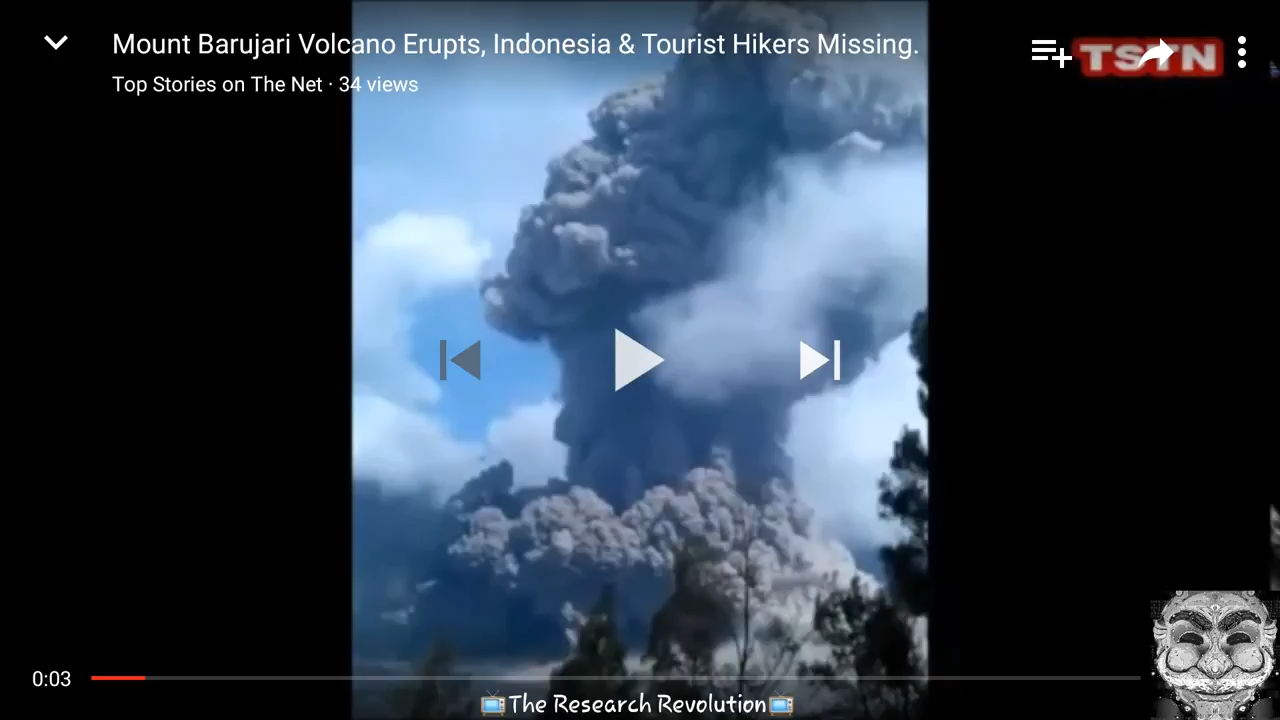 Mount Barujari Volcano Erupts, Indonesia & Tourist Hikers Missing.
TSTN
Top Stories on The Net · 34 views
0:03
📺The Research Revolution📺